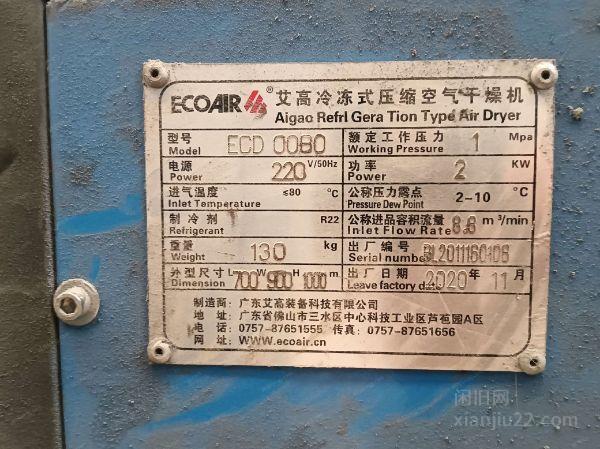 ECOAIR ® 艾高冷冻式压缩空气干燥机
Aigao Refrl Gera Tion Type Air Dryer
型号 Model ECD 0080 额定工作压力 Working Pressure 1 Mpa
电源 Power 220 V/50Hz 功率 Power 2 KW
进气温度 Inlet Temperature ≤80 ℃ 公称压力露点 Pressure Dew Point 2-10 ℃
制冷剂 Refrigerant R22 公称进品容积流量 Inlet Flow Rate 8.8 m³/min
重量 Weight 130 kg 出厂编号 Serial number
外型尺寸 Dimension L 700 W 900 H 1000 m 出厂日期 Leave factory date 2020 年 11 月
制造商：广东艾高装备科技有限公司
地址：广东省佛山市三水区中心科技工业区芦苞园A区
电话：0757-87651555 传真：0757-87651656
网址：WWW.ecoair.cn
闲旧网
xianjiu22.com